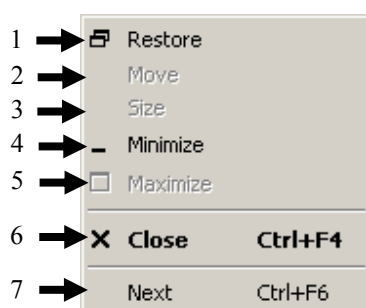 1 Restore
2 Move
3 Size
4 Minimize
5 Maximize
6 Close Ctrl+F4
7 Next Ctrl+F6